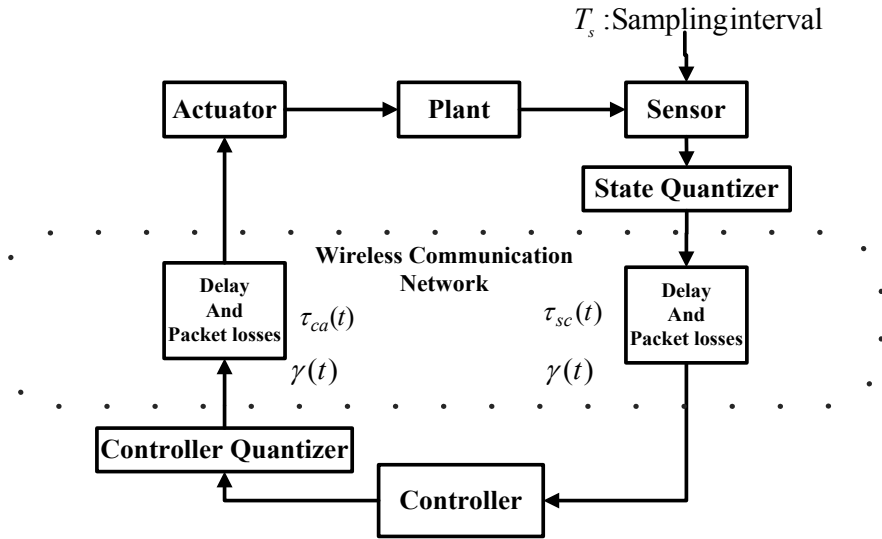 T_s :Samplinginterval
Actuator
Plant
Sensor
State Quantizer
Wireless Communication
Network
Delay
And
Packet losses
τ_ca(t)
γ(t)
τ_sc(t)
γ(t)
Delay
And
Packet losses
Controller Quantizer
Controller